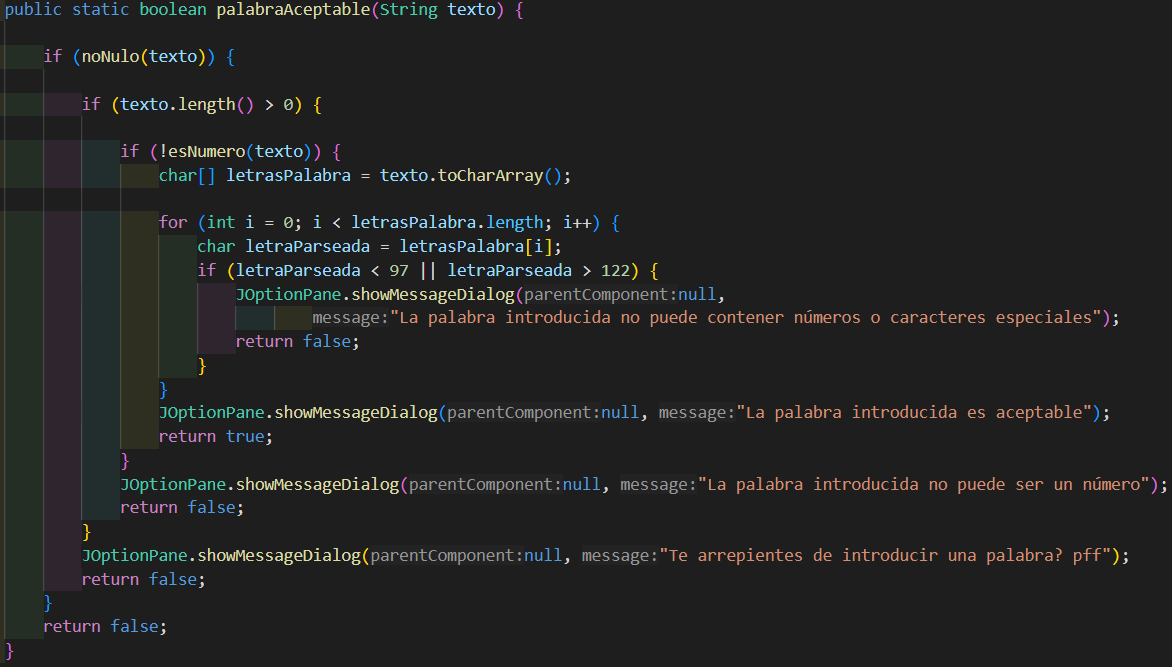 public static boolean palabraAceptable(String texto) {
if (noNulo(texto)) {
if (texto.length() > 0) {
if (!esNumero(texto)) {
char[] letrasPalabra = texto.toCharArray();
for (int i = 0; i < letrasPalabra.length; i++) {
char letraParseada = letrasPalabra[i];
if (letraParseada < 97 || letraParseada > 122) {
JOptionPane.showMessageDialog(parentComponent:null,
message:"La palabra introducida no puede contener números o caracteres especiales");
return false;
}
}
JOptionPane.showMessageDialog(parentComponent:null, message:"La palabra introducida es aceptable");
return true;
}
JOptionPane.showMessageDialog(parentComponent:null, message:"La palabra introducida no puede ser un número");
return false;
}
JOptionPane.showMessageDialog(parentComponent:null, message:"Te arrepientes de introducir una palabra? pff");
return false;
}
return false;
}